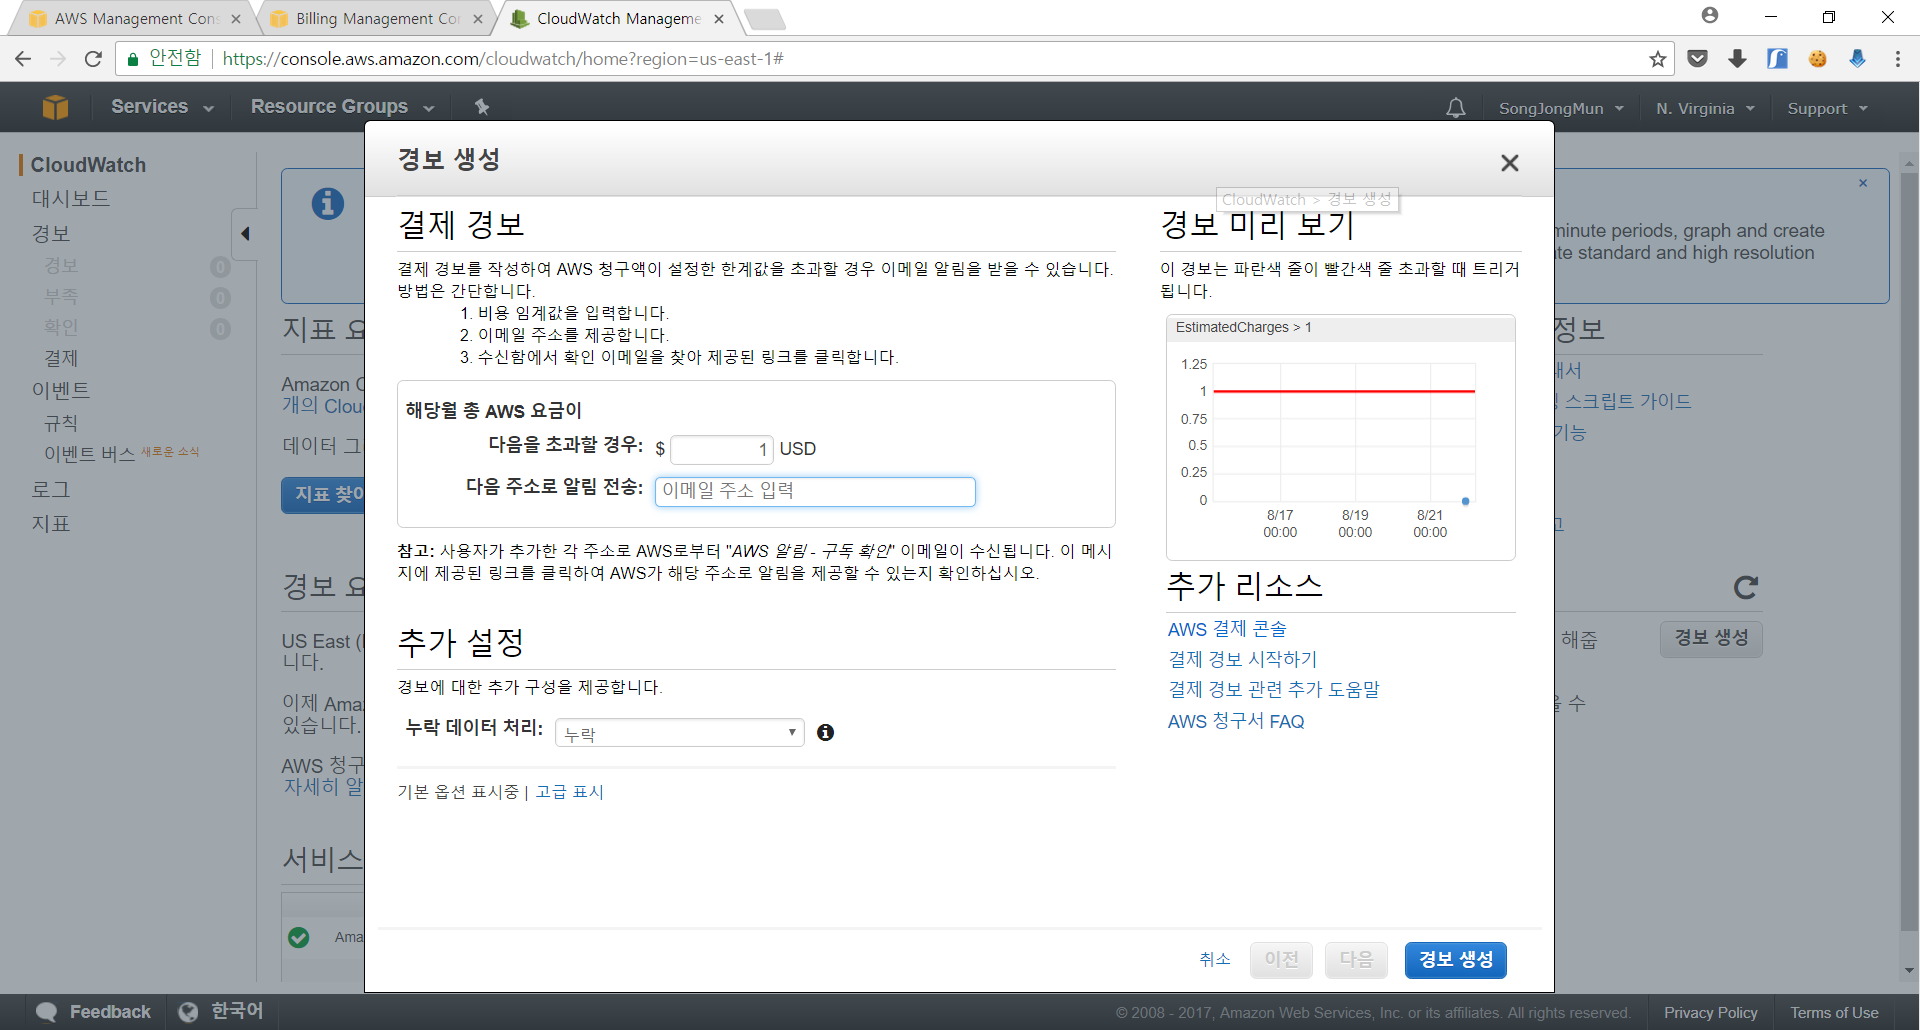 AWS Management Cons
Billing Management Con
CloudWatch Manageme
안전함
https://console.aws.amazon.com/cloudwatch/home?region=us-east-1#
Services
Resource Groups
SongJongMun
N. Virginia
Support
CloudWatch
대시보드
경보
경보 0
부족 0
확인 0
결제
이벤트
규칙
이벤트 버스 새로운 소식
로그
지표
minute periods, graph and create
te standard and high resolution
지표 요
Amazon C
개의 Clou
데이터 그
지표 찾아
경보 요
US East (
니다.
이제 Ama
있습니다.
AWS 청구
자세히 알
서비스
Ama
정보
내서
스크립트 가이드
기능
고
해줍
경보 생성
을 수
경보 생성
CloudWatch > 경보 생성
결제 경보
결제 경보를 작성하여 AWS 청구액이 설정한 한계값을 초과할 경우 이메일 알림을 받을 수 있습니다.
방법은 간단합니다.
1. 비용 임계값을 입력합니다.
2. 이메일 주소를 제공합니다.
3. 수신함에서 확인 이메일을 찾아 제공된 링크를 클릭합니다.
해당월 총 AWS 요금이
다음을 초과할 경우: $ 1 USD
다음 주소로 알림 전송: 이메일 주소 입력
참고: 사용자가 추가한 각 주소로 AWS로부터 "AWS 알림 - 구독 확인" 이메일이 수신됩니다. 이 메시
지에 제공된 링크를 클릭하여 AWS가 해당 주소로 알림을 제공할 수 있는지 확인하십시오.
추가 설정
경보에 대한 추가 구성을 제공합니다.
누락 데이터 처리: 누락
기본 옵션 표시중 | 고급 표시
경보 미리 보기
이 경보는 파란색 줄이 빨간색 줄 초과할 때 트리거
됩니다.
EstimatedCharges > 1
1.25
1
0.75
0.5
0.25
0
8/17 8/19 8/21
00:00 00:00 00:00
추가 리소스
AWS 결제 콘솔
결제 경보 시작하기
결제 경보 관련 추가 도움말
AWS 청구서 FAQ
취소 이전 다음 경보 생성
Feedback
한국어
© 2008 - 2017, Amazon Web Services, Inc. or its affiliates. All rights reserved.
Privacy Policy
Terms of Use